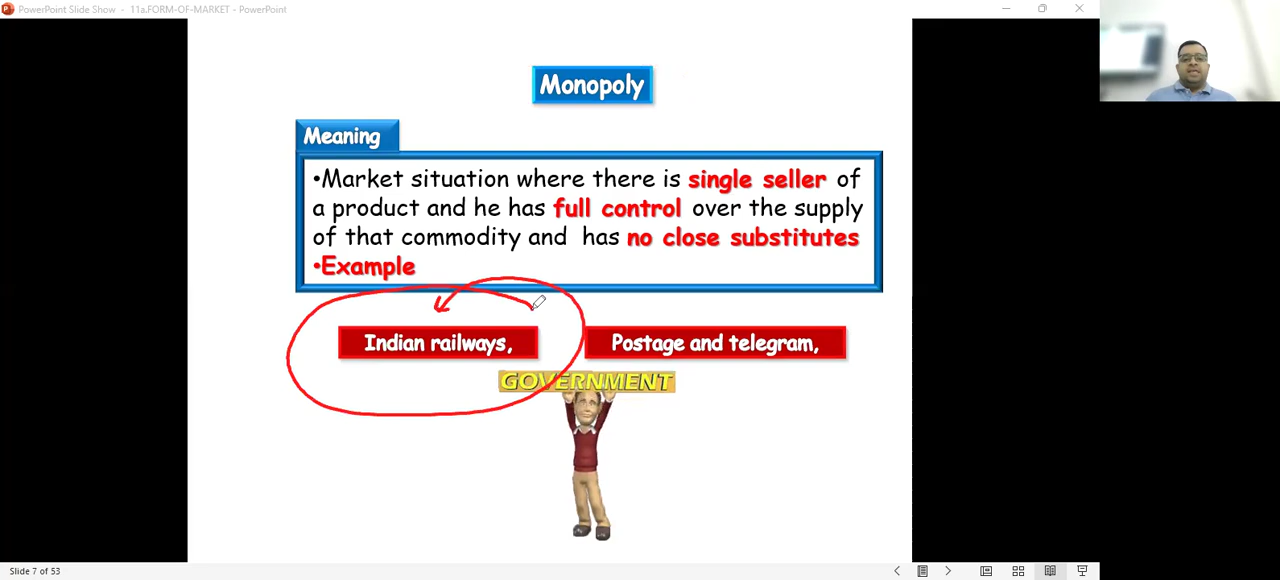 PowerPoint Slide Show - 11a.FORM-OF-MARKET - PowerPoint
Monopoly
Meaning
•Market situation where there is single seller of
a product and he has full control over the supply
of that commodity and has no close substitutes
•Example
Indian railways,
Postage and telegram,
GOVERNMENT
Slide 7 of 53